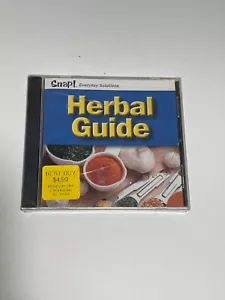 Snap! Everyday Solutions
Herbal
Guide
BEST BUY
$4.99